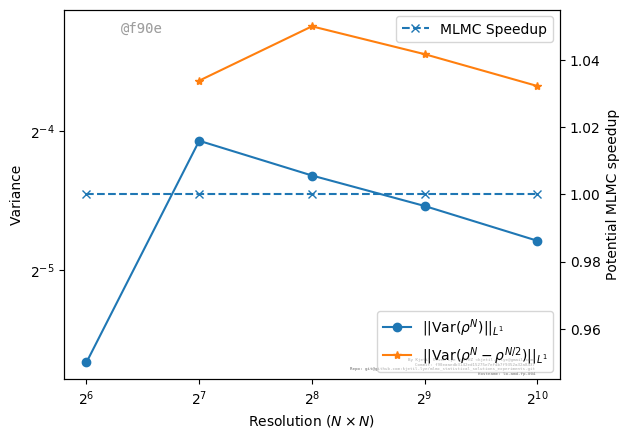 @f90e
MLMC Speedup
1.04
1.02
1.00
0.98
0.96
2^{-4}
2^{-5}
Variance
Potential MLMC speedup
||Var(ρ^N)||_{L^1}
||Var(ρ^N − ρ^{N/2})||_{L^1}
2^6 2^7 2^8 2^9 2^{10}
Resolution (N × N)